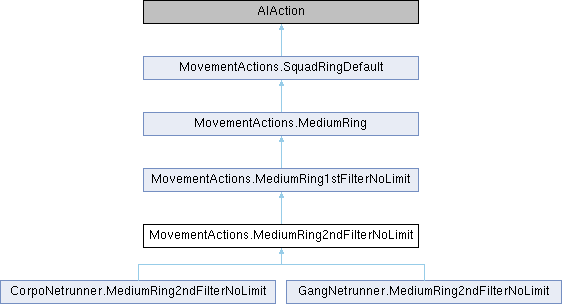 AIAction
MovementActions.SquadRingDefault
MovementActions.MediumRing
MovementActions.MediumRing1stFilterNoLimit
MovementActions.MediumRing2ndFilterNoLimit
CorpoNetrunner.MediumRing2ndFilterNoLimit
GangNetrunner.MediumRing2ndFilterNoLimit